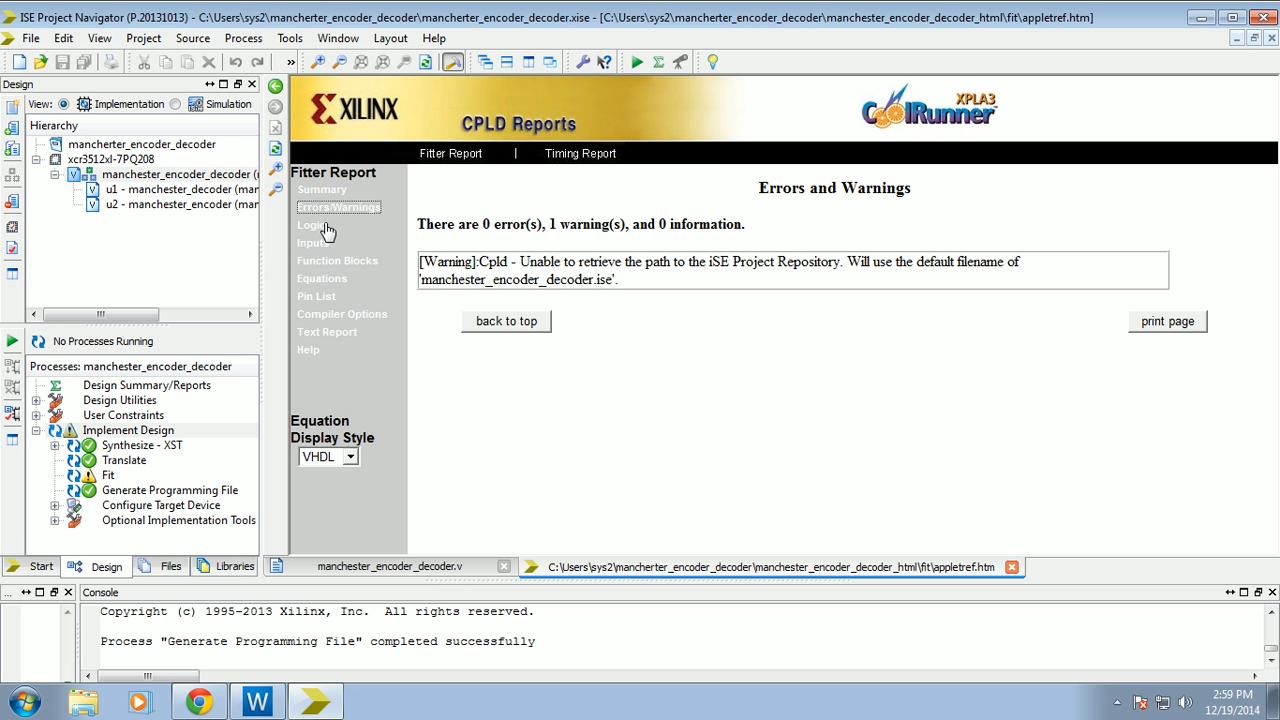 ISE Project Navigator (P.20131013) - C:\Users\sys2\mancherter_encoder_decoder\mancherter_encoder_decoder.xise - [C:\Users\sys2\mancherter_encoder_decoder\manchester_encoder_decoder_html\fit\appletref.htm]
File Edit View Project Source Process Tools Window Layout Help
Design
View: Implementation Simulation
Hierarchy
mancherter_encoder_decoder
xcr3512xl-7PQ208
manchester_encoder_decoder (
u1 - manchester_decoder (mar
u2 - manchester_encoder (mar
No Processes Running
Processes: manchester_encoder_decoder
Design Summary/Reports
Design Utilities
User Constraints
Implement Design
Synthesize - XST
Translate
Fit
Generate Programming File
Configure Target Device
Optional Implementation Tools
Start Design Files Libraries
XILINX
CPLD Reports
CoolRunner XPLA3
Fitter Report | Timing Report
Fitter Report
Summary
Errors/Warnings
Logic
Inputs
Function Blocks
Equations
Pin List
Compiler Options
Text Report
Help
Equation
Display Style
VHDL
Errors and Warnings
There are 0 error(s), 1 warning(s), and 0 information.
[Warning]:Cpld - Unable to retrieve the path to the iSE Project Repository. Will use the default filename of
'manchester_encoder_decoder.ise'.
back to top
print page
manchester_encoder_decoder.v
C:\Users\sys2\mancherter_encoder_decoder\manchester_encoder_decoder_html\fit\appletref.htm
Console
Copyright (c) 1995-2013 Xilinx, Inc. All rights reserved.
Process "Generate Programming File" completed successfully
2:59 PM
12/19/2014